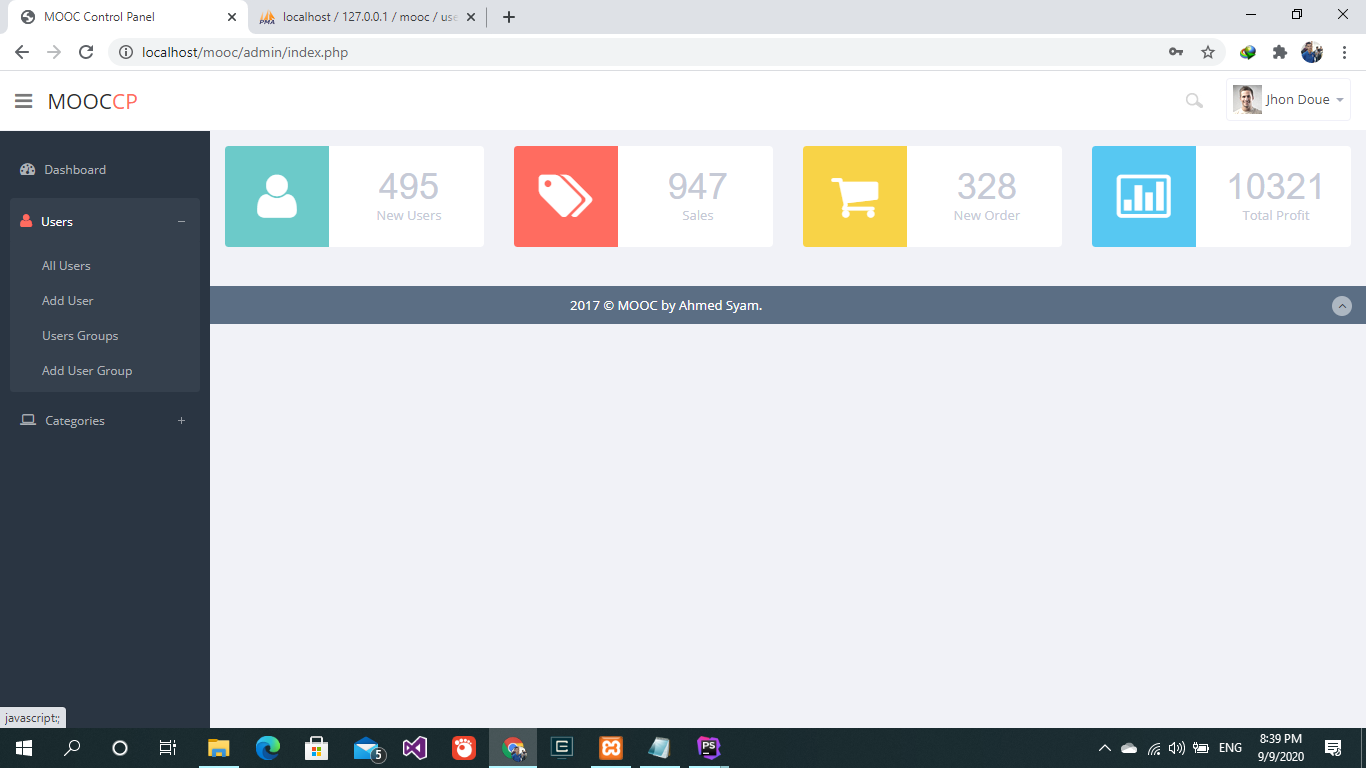 MOOC Control Panel
localhost / 127.0.0.1 / mooc / use
localhost/mooc/admin/index.php
MOOCCP
Jhon Doue
Dashboard
Users
All Users
Add User
Users Groups
Add User Group
Categories
495
New Users
947
Sales
328
New Order
10321
Total Profit
2017 © MOOC by Ahmed Syam.
javascript:;
5
PS
ENG
8:39 PM
9/9/2020